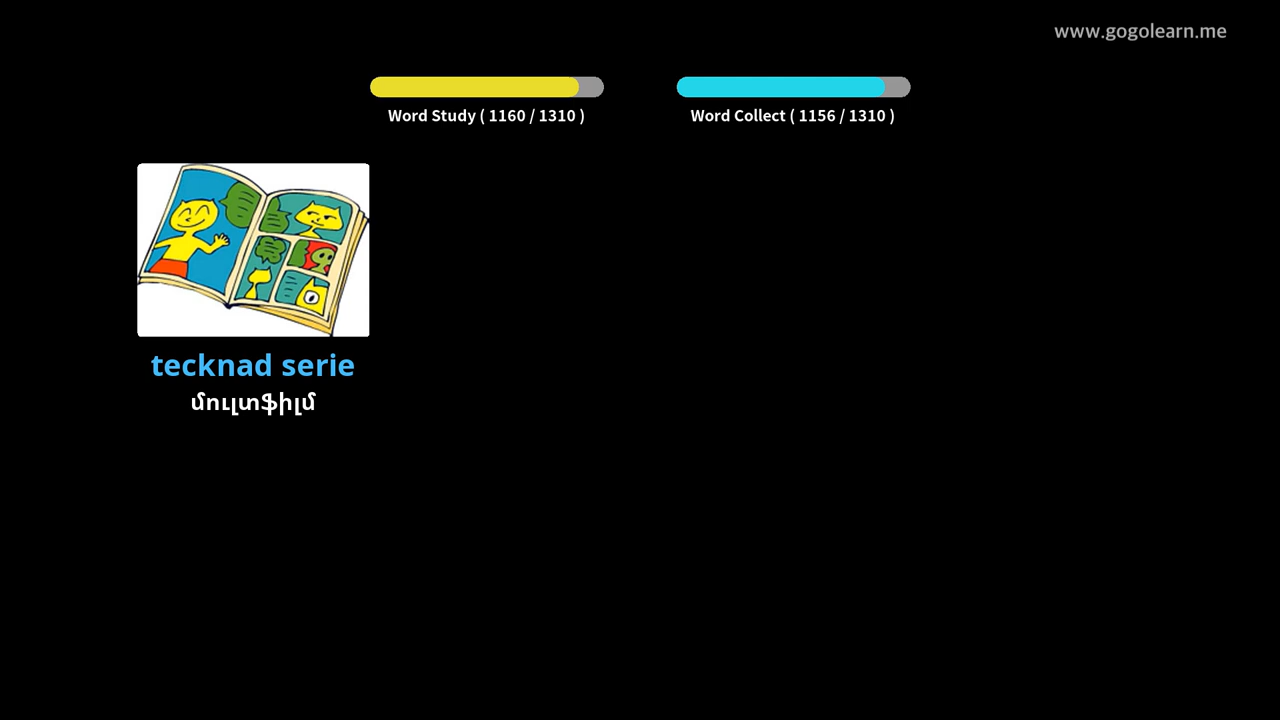 www.gogolearn.me
Word Study ( 1160 / 1310 )
Word Collect ( 1156 / 1310 )
tecknad serie
մուլտֆիլմ